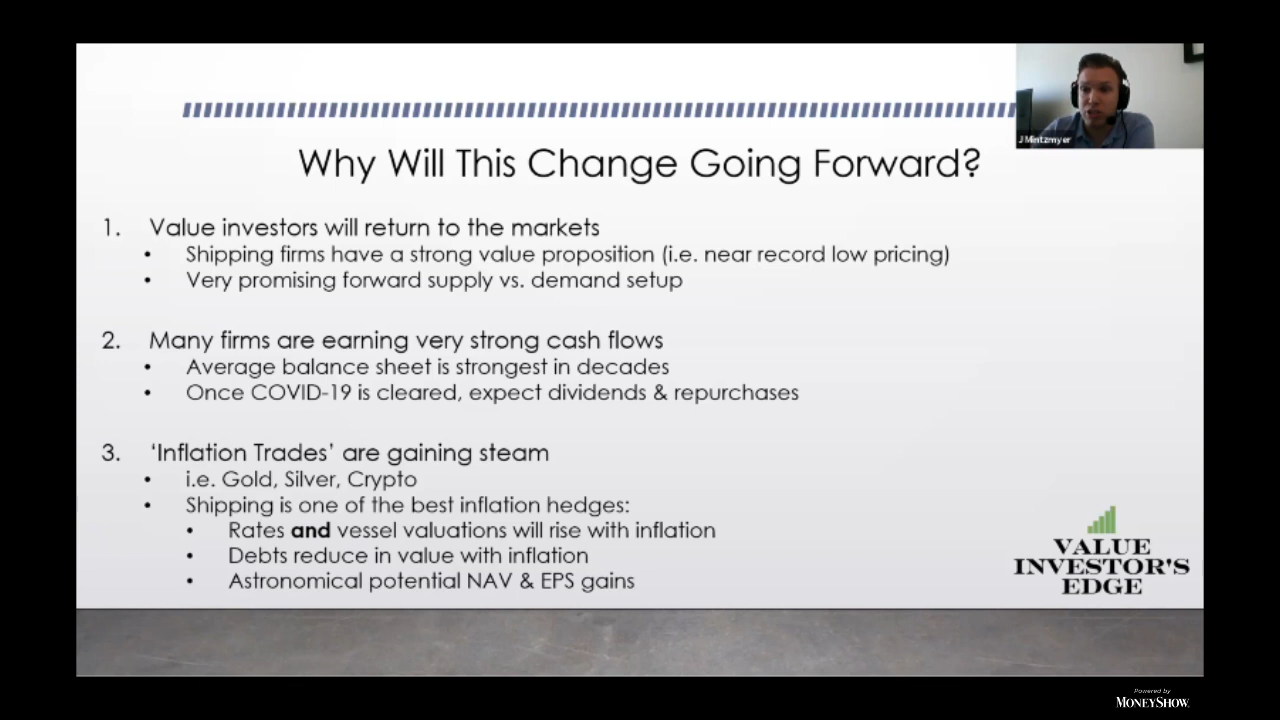 J Mintzmyer
Why Will This Change Going Forward?
1. Value investors will return to the markets
• Shipping firms have a strong value proposition (i.e. near record low pricing)
• Very promising forward supply vs. demand setup
2. Many firms are earning very strong cash flows
• Average balance sheet is strongest in decades
• Once COVID-19 is cleared, expect dividends & repurchases
3. ‘Inflation Trades’ are gaining steam
• i.e. Gold, Silver, Crypto
• Shipping is one of the best inflation hedges:
• Rates and vessel valuations will rise with inflation
• Debts reduce in value with inflation
• Astronomical potential NAV & EPS gains
VALUE
INVESTOR'S
EDGE
Powered by
MONEYSHOW